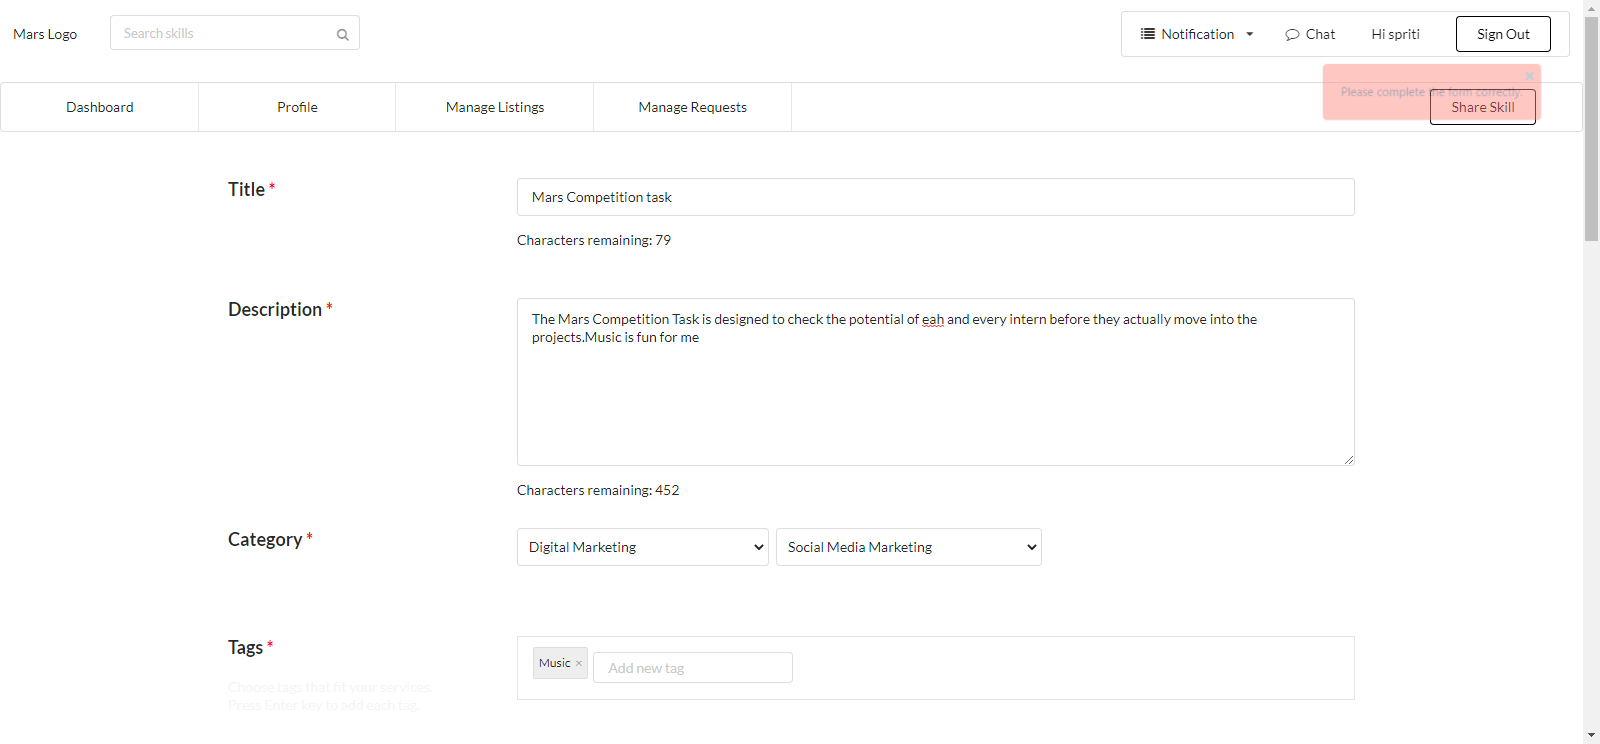 Mars Logo
Search skills
Notification
Chat
Hi spriti
Sign Out
Please complete the form correctly.
Dashboard
Profile
Manage Listings
Manage Requests
Share Skill
Title *
Mars Competition task
Characters remaining: 79
Description *
The Mars Competition Task is designed to check the potential of eah and every intern before they actually move into the
projects.Music is fun for me
Characters remaining: 452
Category *
Digital Marketing
Social Media Marketing
Tags *
Music ×
Add new tag
Choose tags that fit your services.
Press Enter key to add each tag.